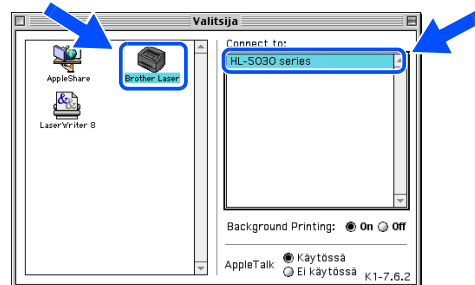 Valitsija
AppleShare
Brother Laser
LaserWriter 8
Connect to:
HL-5030 series
Background Printing: On Off
AppleTalk Käytössä
Ei käytössä
K1-7.6.2